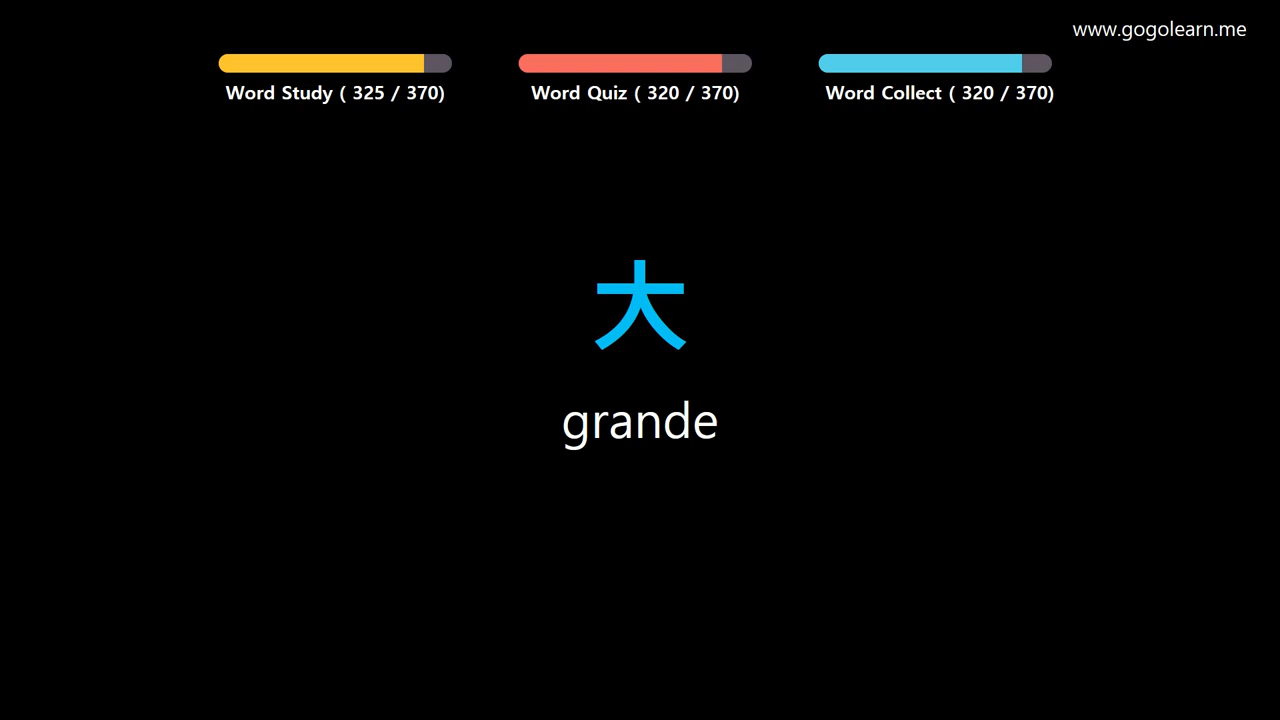 www.gogolearn.me
Word Study ( 325 / 370)
Word Quiz ( 320 / 370)
Word Collect ( 320 / 370)
大
grande